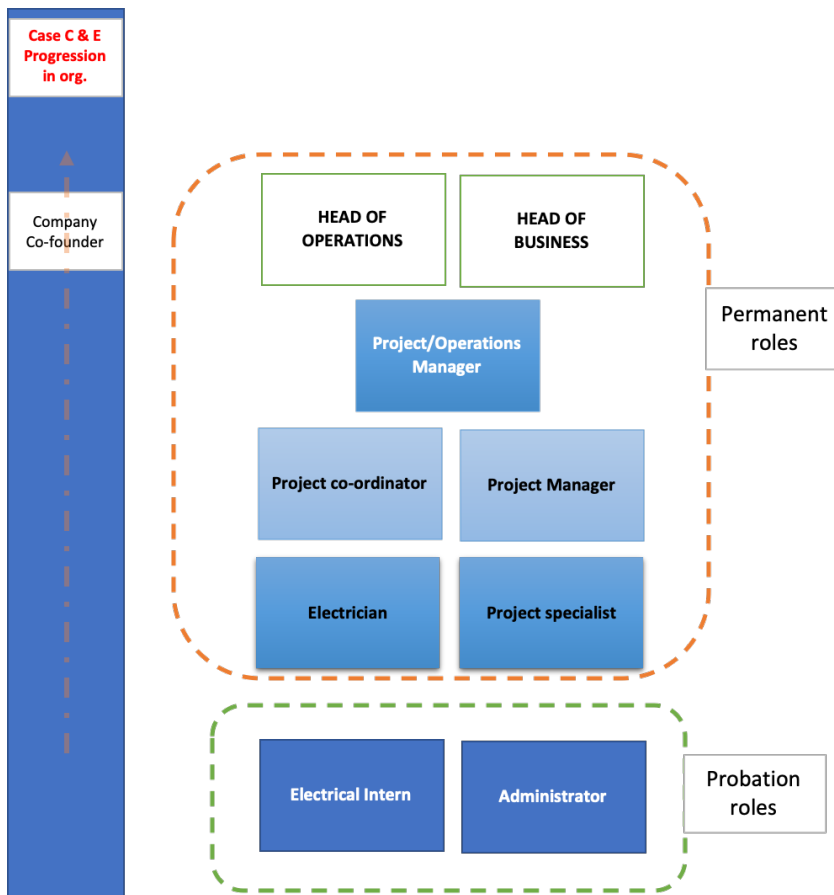 Case C & E
Progression
in org.
Company
Co-founder
HEAD OF
OPERATIONS
HEAD OF
BUSINESS
Project/Operations
Manager
Permanent
roles
Project co-ordinator
Project Manager
Electrician
Project specialist
Electrical Intern
Administrator
Probation
roles